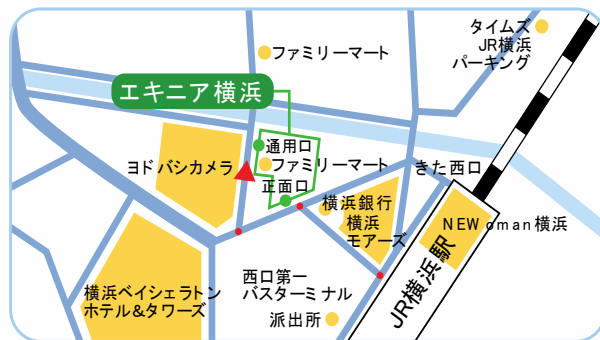 タイムズ
JR横浜
パーキング
ファミリーマート
エキニア横浜
通用口
ヨドバシカメラ
ファミリーマート
きた西口
正面口
横浜銀行
横浜
モアーズ
NEWoman横浜
JR横浜駅
西口第一
バスターミナル
横浜ベイシェラトン
ホテル&タワーズ
派出所